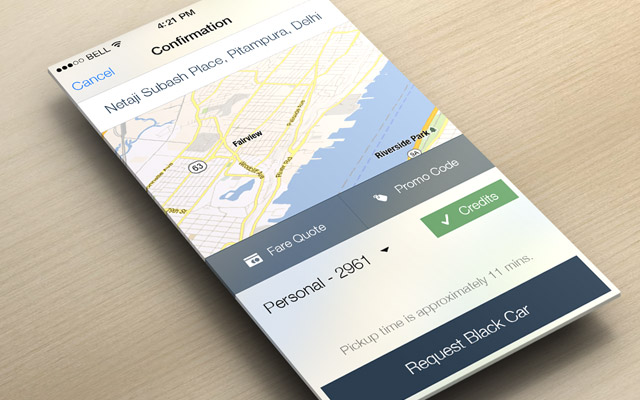 BELL 4:21 PM
Cancel Confirmation
Netaji Subash Place, Pitampura, Delhi
Fairview
63
Riverside Park
9A
Fare Quote Promo Code
Personal - 2961 Credits
Pickup time is approximately 11 mins.
Request Black Car